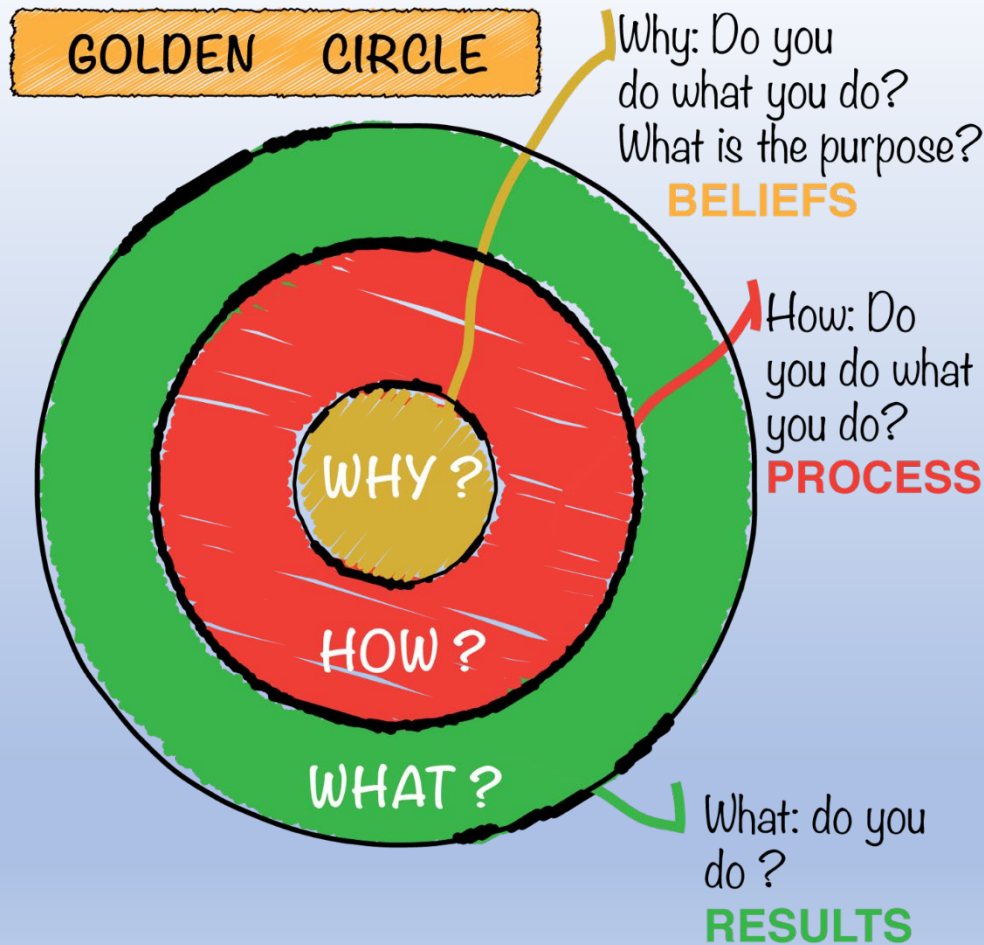 GOLDEN CIRCLE
Why: Do you
do what you do?
What is the purpose?
BELIEFS
How: Do
you do what
you do?
PROCESS
WHY ?
HOW ?
WHAT ?
What: do you
do ?
RESULTS